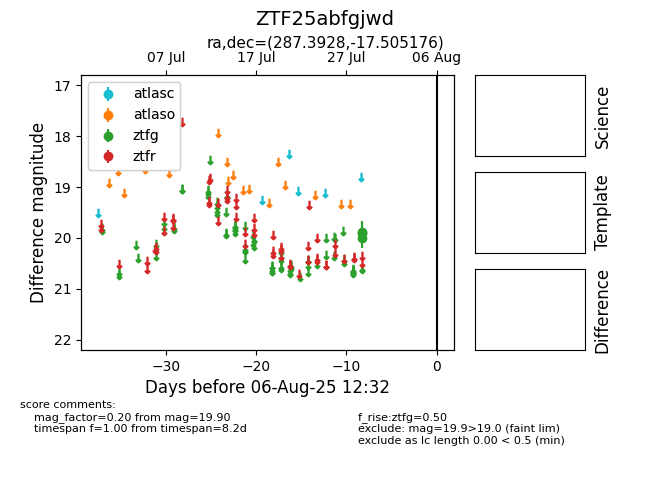 ZTF25abfgjwd
ra,dec=(287.3928,-17.505176)
07 Jul 17 Jul 27 Jul 06 Aug
atlasc
atlaso
ztfg
ztfr
17
18
19
20
21
22
Difference magnitude
−30 −20 −10 0
Days before 06-Aug-25 12:32
Science
Template
Difference
score comments:
mag_factor=0.20 from mag=19.90
timespan f=1.00 from timespan=8.2d
f_rise:ztfg=0.50
exclude: mag=19.9>19.0 (faint lim)
exclude as lc length 0.00 < 0.5 (min)